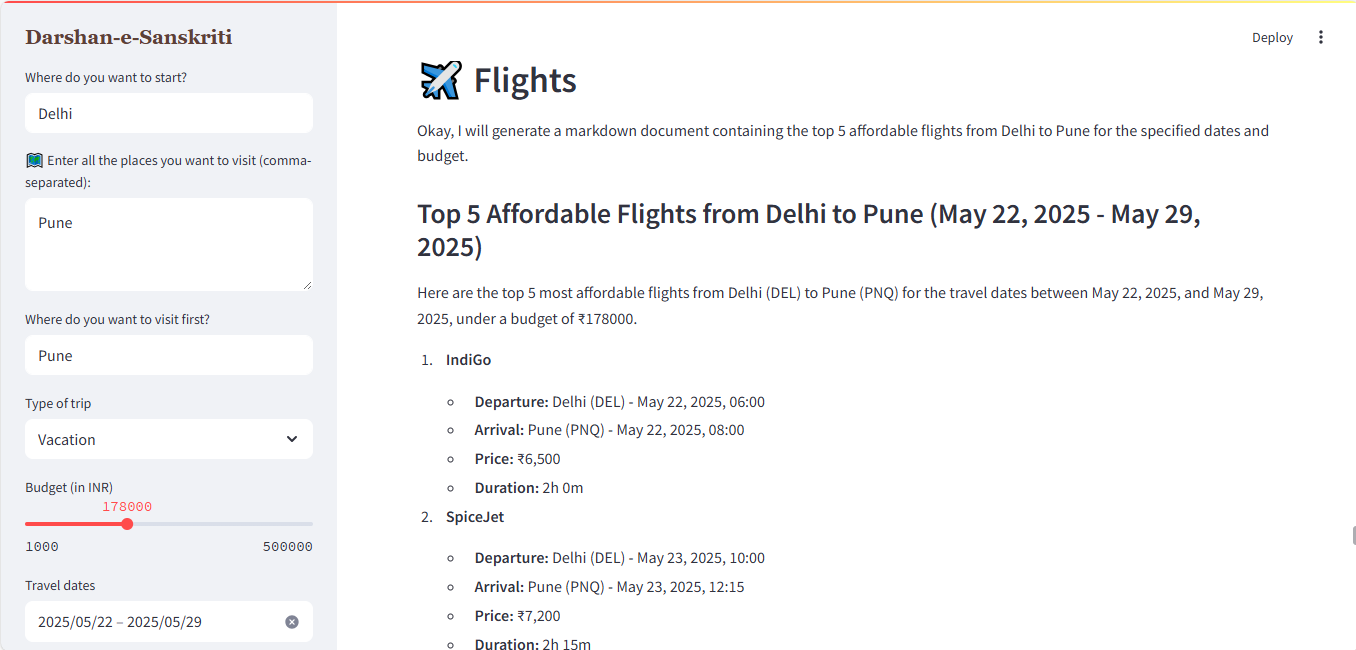 Darshan-e-Sanskriti
Where do you want to start?
Delhi
Enter all the places you want to visit (comma-
separated):
Pune
Where do you want to visit first?
Pune
Type of trip
Vacation
Budget (in INR)
178000
1000 500000
Travel dates
2025/05/22 – 2025/05/29
Deploy
Flights
Okay, I will generate a markdown document containing the top 5 affordable flights from Delhi to Pune for the specified dates and
budget.
Top 5 Affordable Flights from Delhi to Pune (May 22, 2025 - May 29,
2025)
Here are the top 5 most affordable flights from Delhi (DEL) to Pune (PNQ) for the travel dates between May 22, 2025, and May 29,
2025, under a budget of ₹178000.
1. IndiGo
Departure: Delhi (DEL) - May 22, 2025, 06:00
Arrival: Pune (PNQ) - May 22, 2025, 08:00
Price: ₹6,500
Duration: 2h 0m
2. SpiceJet
Departure: Delhi (DEL) - May 23, 2025, 10:00
Arrival: Pune (PNQ) - May 23, 2025, 12:15
Price: ₹7,200
Duration: 2h 15m